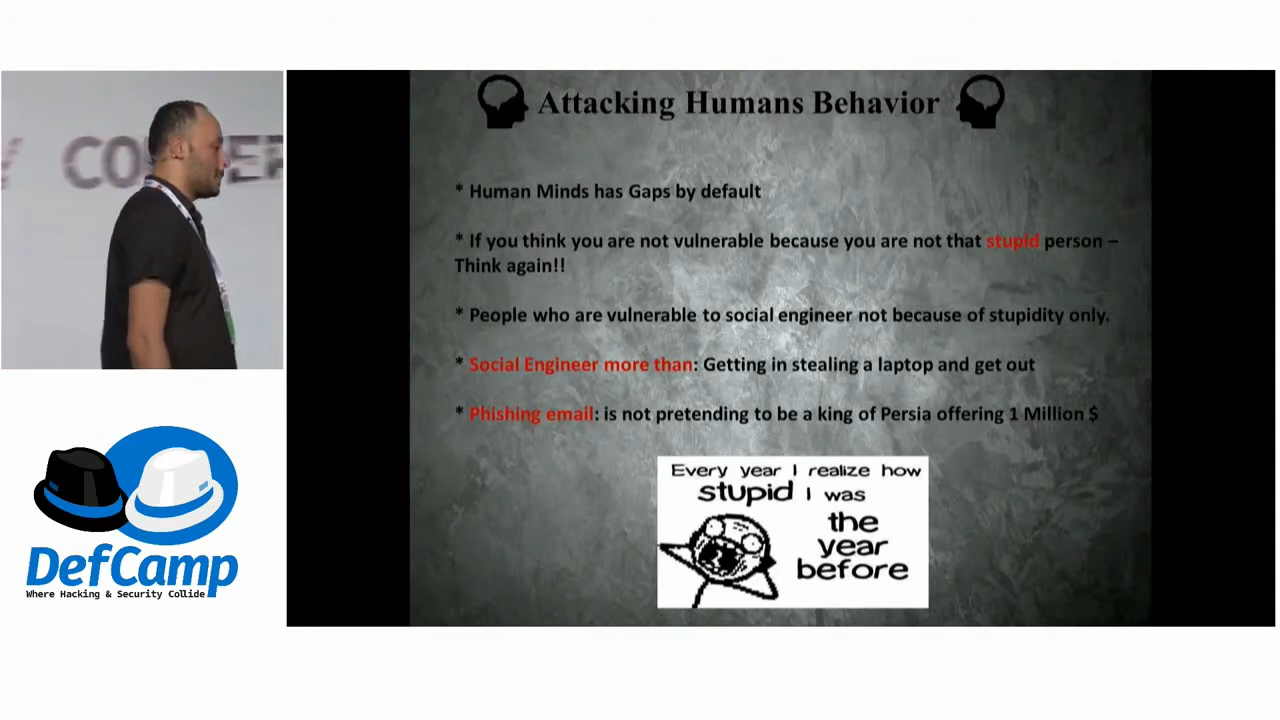 Attacking Humans Behavior
* Human Minds has Gaps by default
* If you think you are not vulnerable because you are not that stupid person –
Think again!!
* People who are vulnerable to social engineer not because of stupidity only.
* Social Engineer more than: Getting in stealing a laptop and get out
* Phishing email: is not pretending to be a king of Persia offering 1 Million $
Every year I realize how
stupid I was
the
year
before
DefCamp
Where Hacking & Security Collide